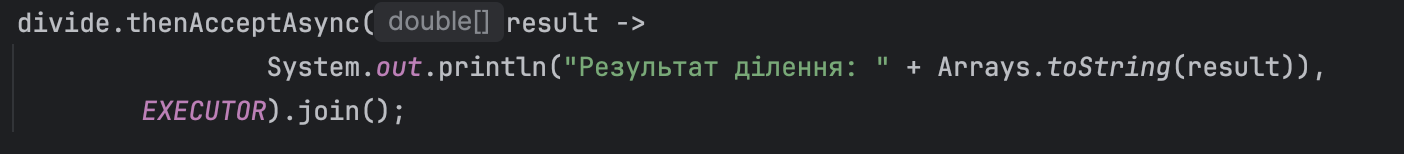 divide.thenAcceptAsync( double[] result ->
System.out.println("Результат ділення: " + Arrays.toString(result)),
EXECUTOR).join();